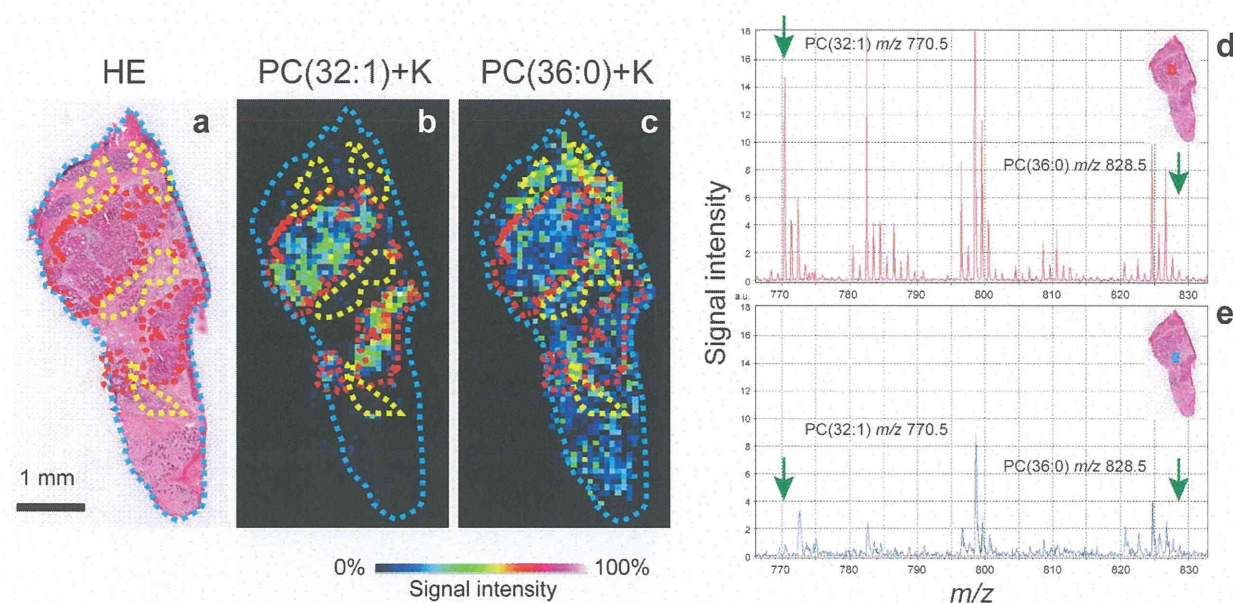 HE
PC(32:1)+K
PC(36:0)+K
a
b
c
1 mm
0%
100%
Signal intensity
Signal intensity
18
16
14
12
10
8
6
4
2
0
PC(32:1) m/z 770.5
PC(36:0) m/z 828.5
d
770
780
790
800
810
820
830
a.u.
18
16
14
12
10
8
6
4
2
0
PC(32:1) m/z 770.5
PC(36:0) m/z 828.5
e
770
780
790
800
810
820
830
m/z